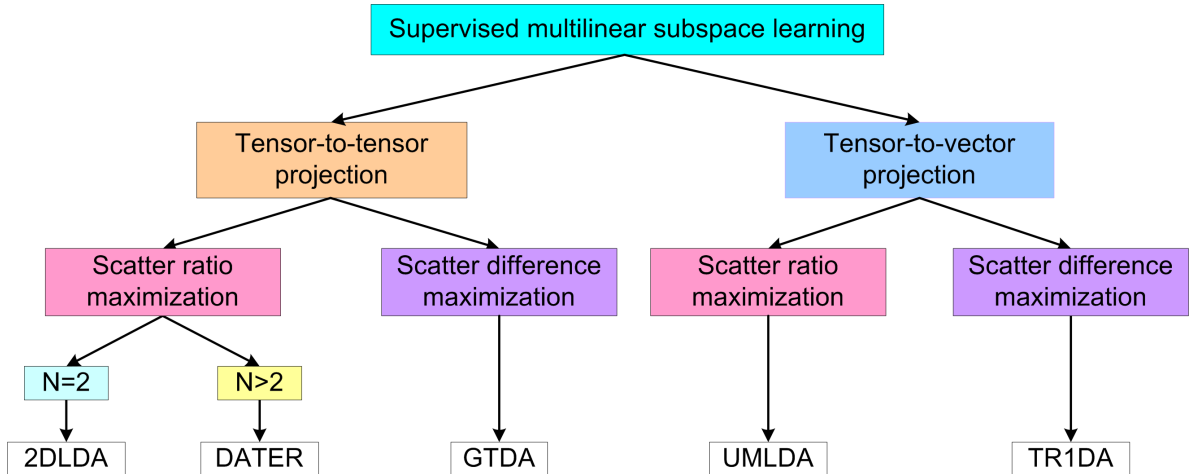 Supervised multilinear subspace learning
Tensor-to-tensor
projection
Tensor-to-vector
projection
Scatter ratio
maximization
Scatter difference
maximization
Scatter ratio
maximization
Scatter difference
maximization
N=2
N>2
2DLDA
DATER
GTDA
UMLDA
TR1DA